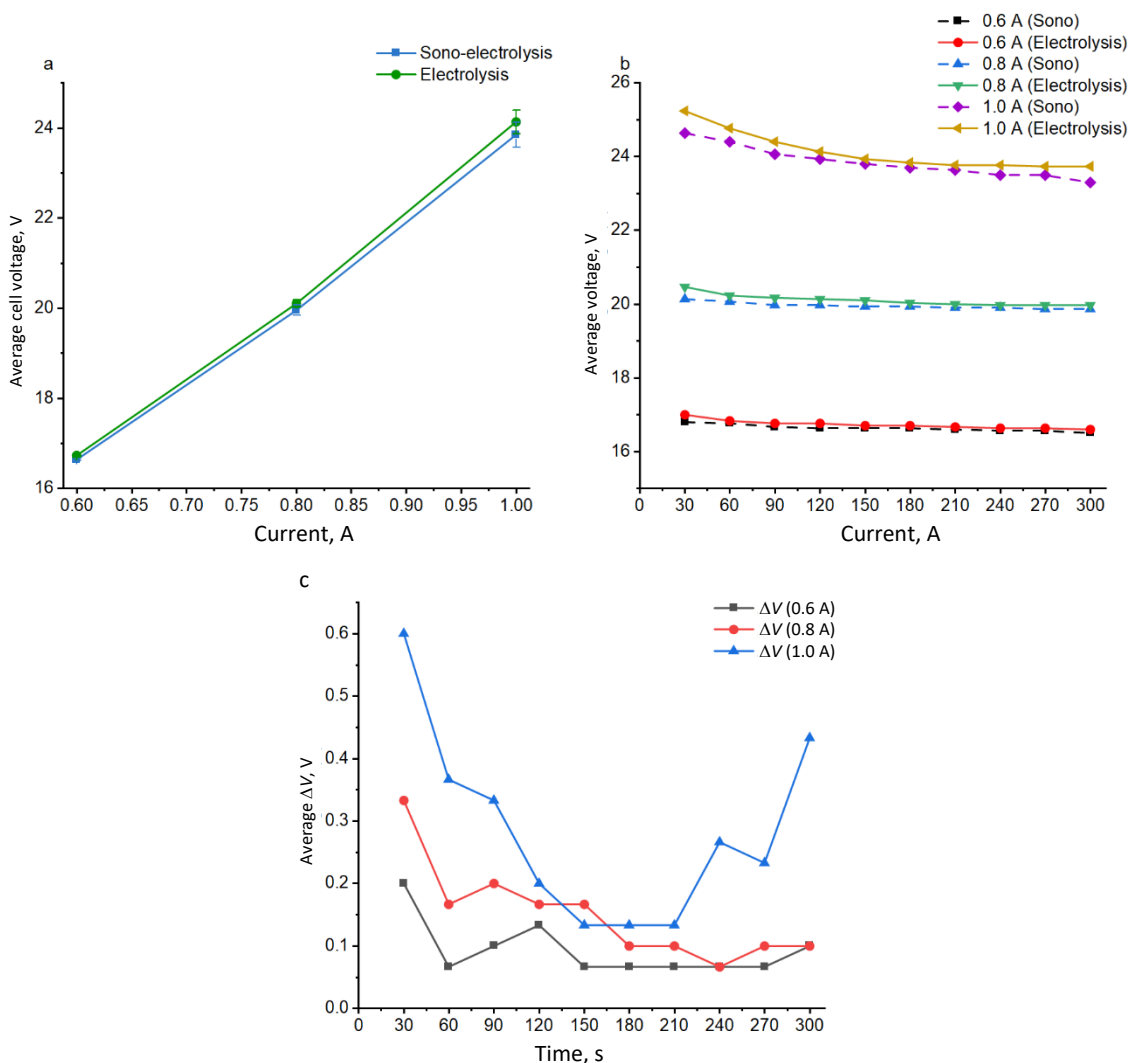 a
Sono-electrolysis
Electrolysis
24
22
20
18
16
0.60 0.65 0.70 0.75 0.80 0.85 0.90 0.95 1.00
Average cell voltage, V
Current, A
b
0.6 A (Sono)
0.6 A (Electrolysis)
0.8 A (Sono)
0.8 A (Electrolysis)
1.0 A (Sono)
1.0 A (Electrolysis)
26
24
22
20
18
16
0 30 60 90 120 150 180 210 240 270 300
Average voltage, V
Current, A
c
ΔV (0.6 A)
ΔV (0.8 A)
ΔV (1.0 A)
0.6
0.5
0.4
0.3
0.2
0.1
0.0
0 30 60 90 120 150 180 210 240 270 300
Average ΔV, V
Time, s